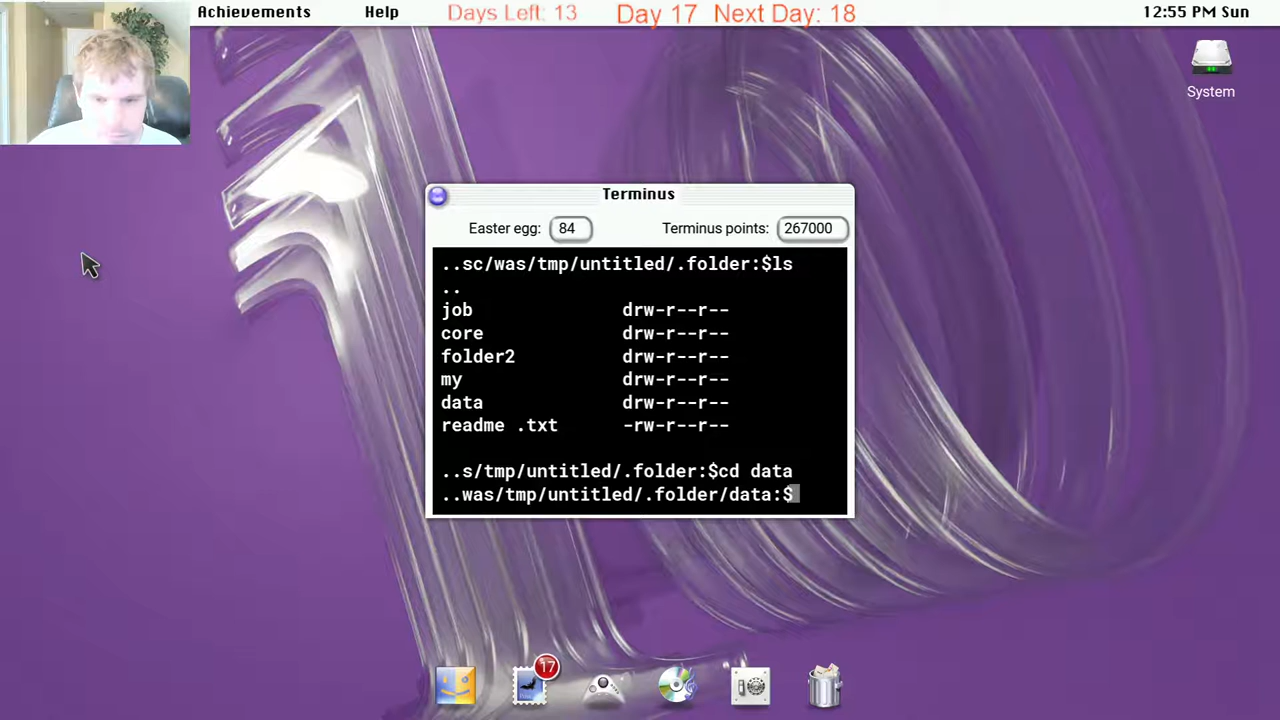 Achievements Help Days Left: 13 Day 17 Next Day: 18 12:55 PM Sun
System
Terminus
Easter egg: 84 Terminus points: 267000
..sc/was/tmp/untitled/.folder:$ls
..
job drw-r--r--
core drw-r--r--
folder2 drw-r--r--
my drw-r--r--
data drw-r--r--
readme .txt -rw-r--r--
..s/tmp/untitled/.folder:$cd data
..was/tmp/untitled/.folder/data:$
17